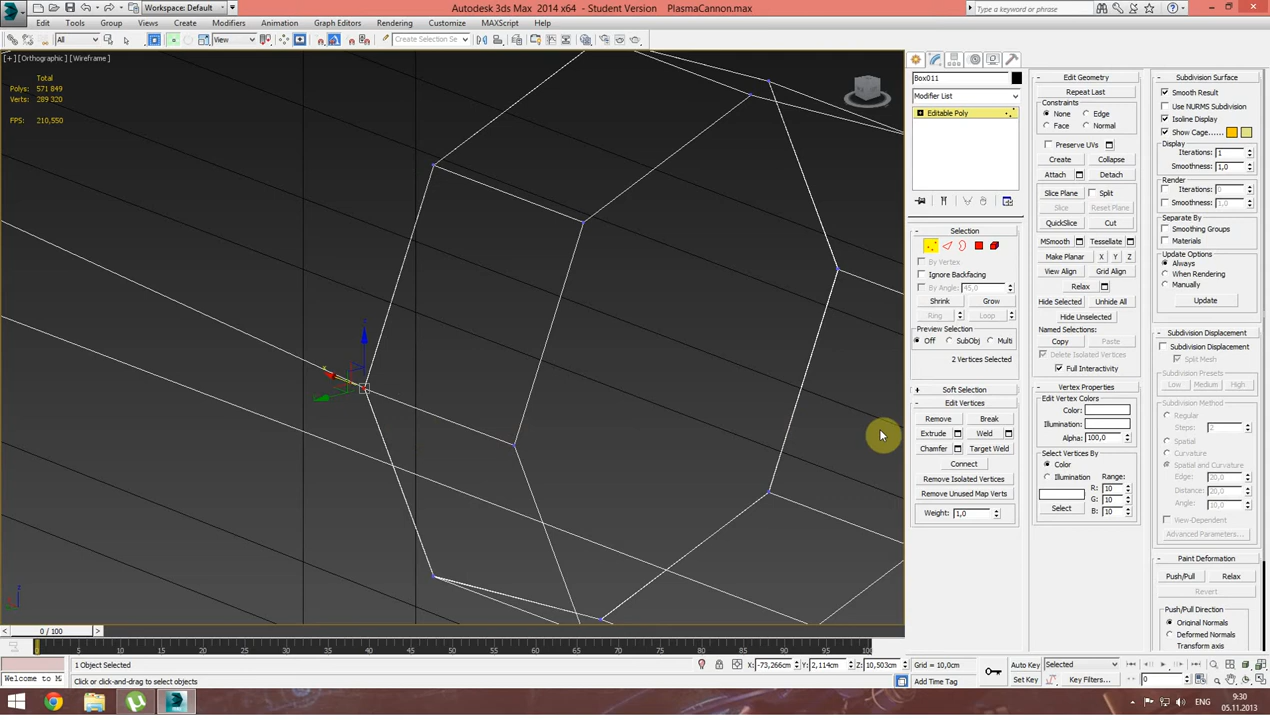 Autodesk 3ds Max 2014 x64 - Student Version PlasmaCannon.max
Workspace: Default
Type a keyword or phrase
Edit Tools Group Views Create Modifiers Animation Graph Editors Rendering Customize MAXScript Help
All
View
Create Selection Se
[+] [Orthographic] [Wireframe]
Total
Polys: 571 849
Verts: 289 320
FPS: 210,550
Box011
Modifier List
Editable Poly
Selection
By Vertex
Ignore Backfacing
By Angle: 45,0
Shrink Grow
Ring Loop
Preview Selection
Off SubObj Multi
2 Vertices Selected
Soft Selection
Edit Vertices
Remove Break
Extrude Weld
Chamfer Target Weld
Connect
Remove Isolated Vertices
Remove Unused Map Verts
Weight: 1,0
Edit Geometry
Repeat Last
Constraints
None Edge
Face Normal
Preserve UVs
Create Collapse
Attach Detach
Slice Plane Split
Slice Reset Plane
QuickSlice Cut
MSmooth Tessellate
Make Planar X Y Z
View Align Grid Align
Relax
Hide Selected Unhide All
Hide Unselected
Named Selections:
Copy Paste
Delete Isolated Vertices
Full Interactivity
Vertex Properties
Edit Vertex Colors
Color:
Illumination:
Alpha: 100,0
Select Vertices By
Color
Illumination Range:
R: 10
G: 10
B: 10
Select
Subdivision Surface
Smooth Result
Use NURMS Subdivision
Isoline Display
Show Cage......
Display
Iterations: 1
Smoothness: 1,0
Render
Iterations: 0
Smoothness: 1,0
Separate By
Smoothing Groups
Materials
Update Options
Always
When Rendering
Manually
Update
Subdivision Displacement
Subdivision Displacement
Split Mesh
Subdivision Presets
Low Medium High
Subdivision Method
Regular
Steps: 2
Spatial
Curvature
Spatial and Curvature
Edge: 20,0
Distance: 20,0
Angle: 10,0
View-Dependent
Advanced Parameters...
Paint Deformation
Push/Pull Relax
Revert
Push/Pull Direction
Original Normals
Deformed Normals
Transform axis
0 / 100
0 5 10 15 20 25 30 35 40 45 50 55 60 65 70 75 80 85 90 95 100
1 Object Selected
X: -73,266cm Y: 2,114cm Z: 10,503cm
Grid = 10,0cm
Auto Key Selected
Welcome to M
Click or click-and-drag to select objects
Add Time Tag
Set Key Key Filters...
0
ENG
9:30
05.11.2013